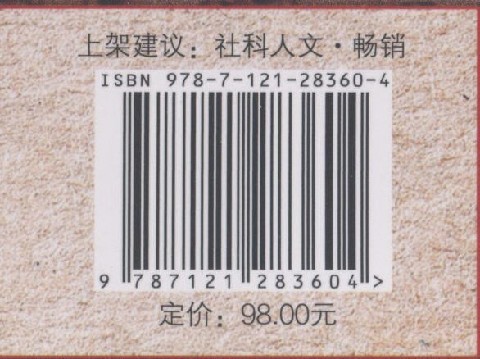 上架建议：社科人文·畅销
ISBN 978-7-121-28360-4
9 787121 283604 >
定价：98.00元